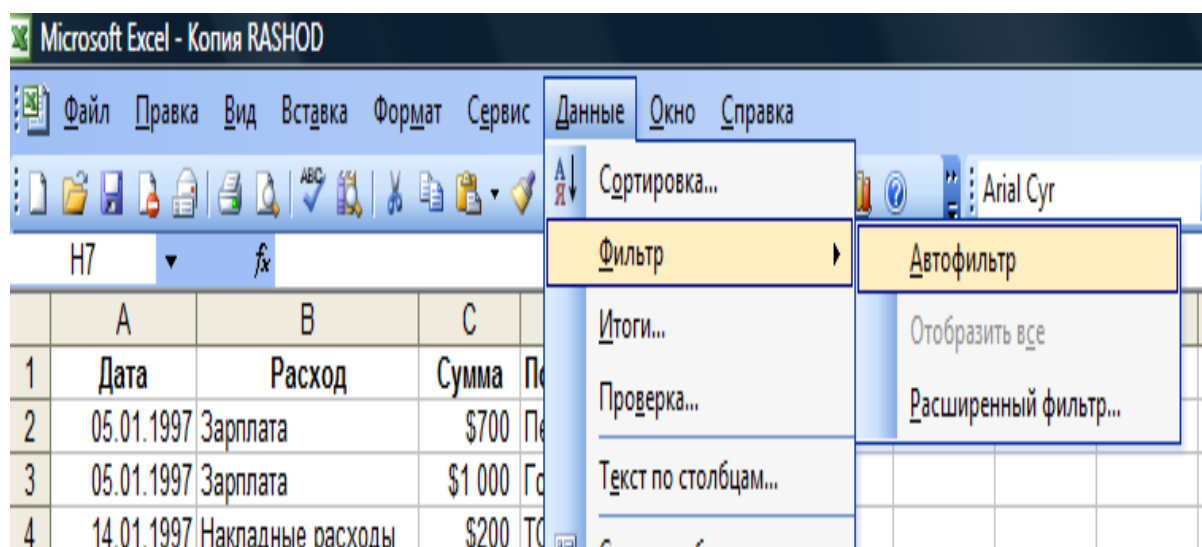 Microsoft Excel - Копия RASHOD
Файл Правка Вид Вставка Формат Сервис Данные Окно Справка
Сортировка...
Arial Cyr
H7 fx
Фильтр
Автофильтр
Отобразить все
Расширенный фильтр...
Итоги...
Проверка...
Текст по столбцам...
A B C
1 Дата Расход Сумма
2 05.01.1997 Зарплата $700
3 05.01.1997 Зарплата $1 000
4 14.01.1997 Накладные расходы $200